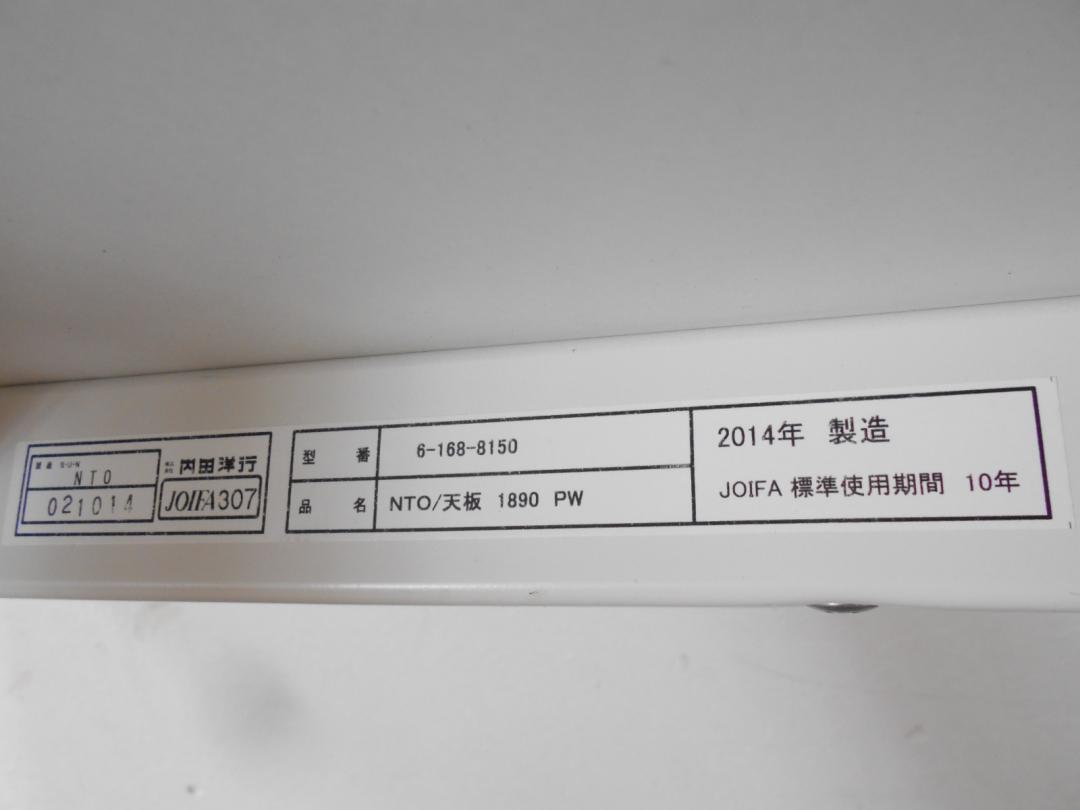 NTO
021014
内田洋行
JOIFA307
型番 6-168-8150
品名 NTO/天板 1890 PW
2014年 製造
JOIFA 標準使用期間 10年